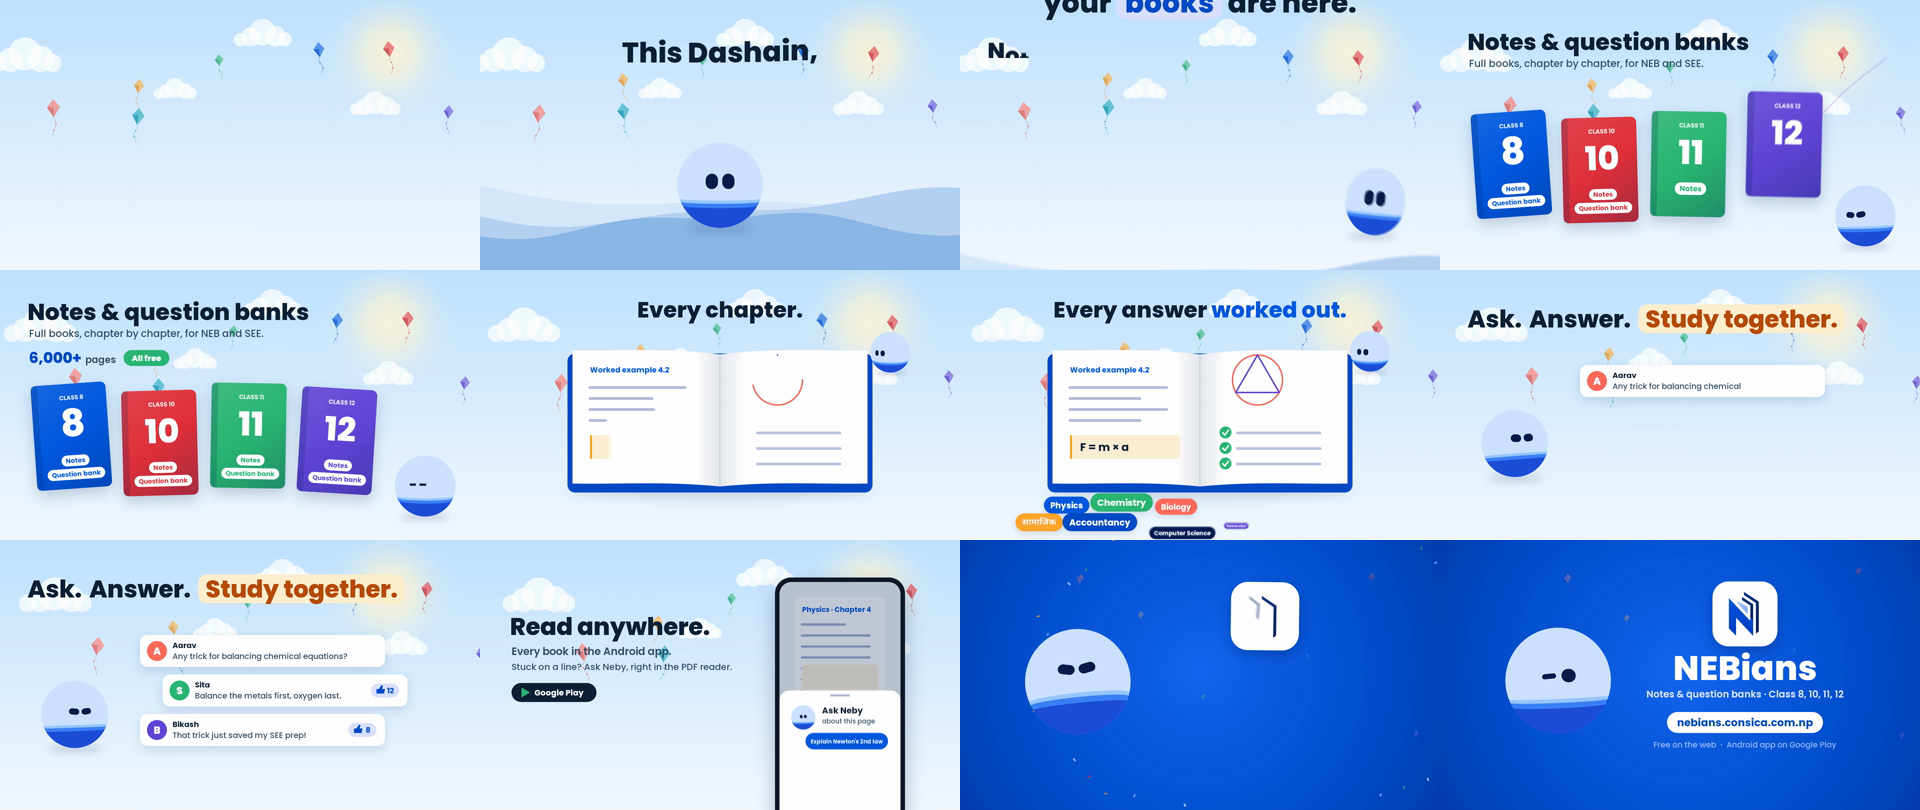 This Dashain,
your books are here.
No
Notes & question banks
Full books, chapter by chapter, for NEB and SEE.
CLASS 8
8
Notes
Question bank
CLASS 10
10
Notes
Question bank
CLASS 11
11
Notes
CLASS 12
12
Notes & question banks
Full books, chapter by chapter, for NEB and SEE.
6,000+ pages All free
CLASS 8
8
Notes
Question bank
CLASS 10
10
Notes
Question bank
CLASS 11
11
Notes
Question bank
CLASS 12
12
Notes
Question bank
Every chapter.
Worked example 4.2
Every answer worked out.
Worked example 4.2
F = m × a
Physics Chemistry Biology
सामाजिक Accountancy
Computer Science
Ask. Answer. Study together.
A Aarav
Any trick for balancing chemical
Ask. Answer. Study together.
A Aarav
Any trick for balancing chemical equations?
S Sita
Balance the metals first, oxygen last. 12
B Bikash
That trick just saved my SEE prep! 8
Read anywhere.
Every book in the Android app.
Stuck on a line? Ask Neby, right in the PDF reader.
Google Play
Physics · Chapter 4
Ask Neby
about this page
Explain Newton's 2nd law
N
NEBians
Notes & question banks · Class 8, 10, 11, 12
nebians.consica.com.np
Free on the web · Android app on Google Play